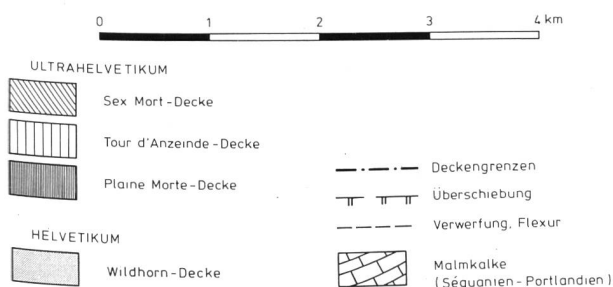 0 1 2 3 4 km
ULTRAHELVETIKUM
Sex Mort-Decke
Tour d'Anzeinde-Decke
Plaine Morte-Decke
HELVETIKUM
Wildhorn-Decke
Deckengrenzen
Überschiebung
Verwerfung, Flexur
Malmkalke
(Séquanien-Portlandien)